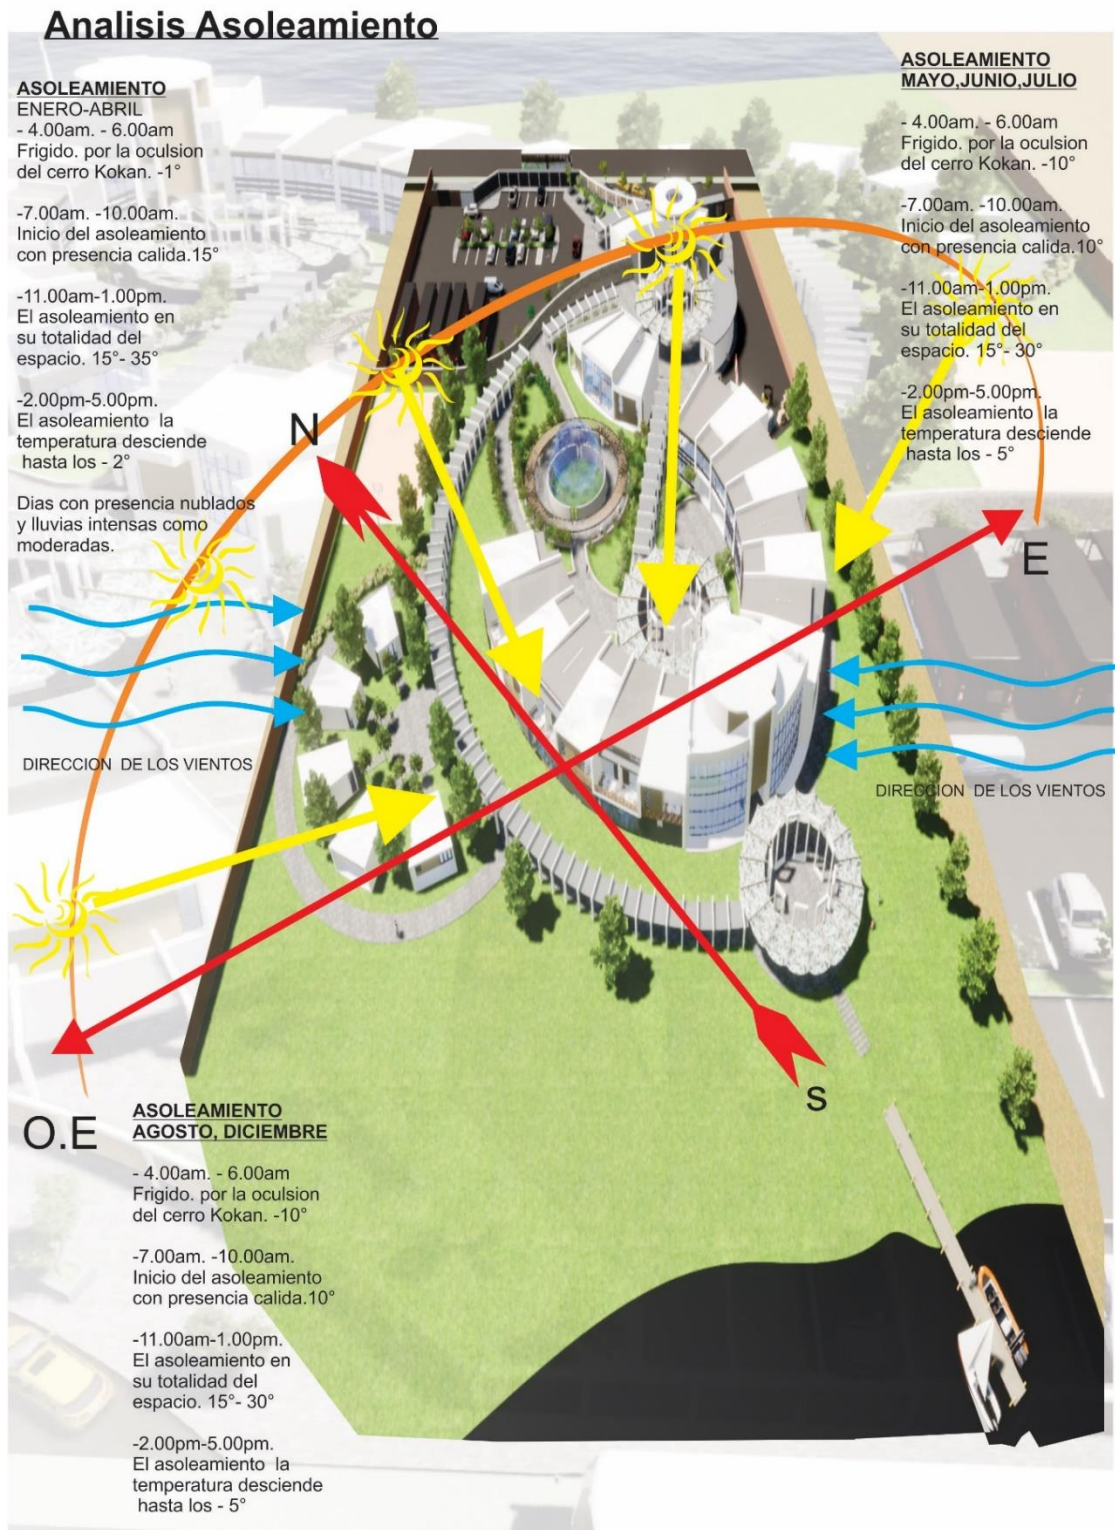 Analisis Asoleamiento
ASOLEAMIENTO
ENERO-ABRIL
- 4.00am. - 6.00am
Frigido. por la oculsion
del cerro Kokan. -1°
-7.00am. -10.00am.
Inicio del asoleamiento
con presencia calida.15°
-11.00am-1.00pm.
El asoleamiento en
su totalidad del
espacio. 15°- 35°
-2.00pm-5.00pm.
El asoleamiento la
temperatura desciende
hasta los - 2°
Dias con presencia nublados
y lluvias intensas como
moderadas.
ASOLEAMIENTO
MAYO,JUNIO,JULIO
- 4.00am. - 6.00am
Frigido. por la oculsion
del cerro Kokan. -10°
-7.00am. -10.00am.
Inicio del asoleamiento
con presencia calida.10°
-11.00am-1.00pm.
El asoleamiento en
su totalidad del
espacio. 15°- 30°
-2.00pm-5.00pm.
El asoleamiento la
temperatura desciende
hasta los - 5°
N
E
DIRECCION DE LOS VIENTOS
DIRECCION DE LOS VIENTOS
S
O.E
ASOLEAMIENTO
AGOSTO, DICIEMBRE
- 4.00am. - 6.00am
Frigido. por la oculsion
del cerro Kokan. -10°
-7.00am. -10.00am.
Inicio del asoleamiento
con presencia calida.10°
-11.00am-1.00pm.
El asoleamiento en
su totalidad del
espacio. 15°- 30°
-2.00pm-5.00pm.
El asoleamiento la
temperatura desciende
hasta los - 5°